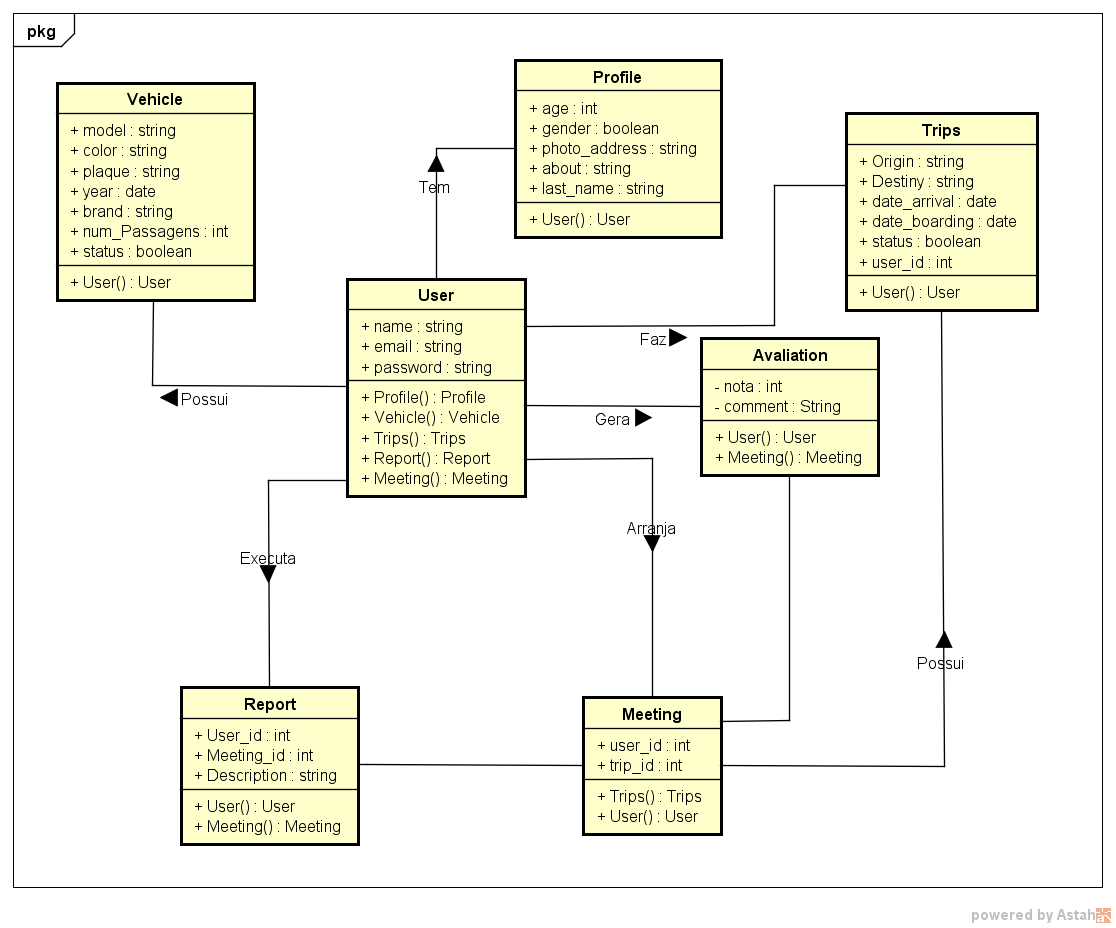 pkg
Vehicle
+ model : string
+ color : string
+ plaque : string
+ year : date
+ brand : string
+ num_Passagens : int
+ status : boolean
+ User() : User
Profile
+ age : int
+ gender : boolean
+ photo_address : string
+ about : string
+ last_name : string
+ User() : User
Trips
+ Origin : string
+ Destiny : string
+ date_arrival : date
+ date_boarding : date
+ status : boolean
+ user_id : int
+ User() : User
Tem
User
+ name : string
+ email : string
+ password : string
+ Profile() : Profile
+ Vehicle() : Vehicle
+ Trips() : Trips
+ Report() : Report
+ Meeting() : Meeting
Faz
Possui
Gera
Avaliation
- nota : int
- comment : String
+ User() : User
+ Meeting() : Meeting
Arranja
Executa
Possui
Report
+ User_id : int
+ Meeting_id : int
+ Description : string
+ User() : User
+ Meeting() : Meeting
Meeting
+ user_id : int
+ trip_id : int
+ Trips() : Trips
+ User() : User
powered by Astah